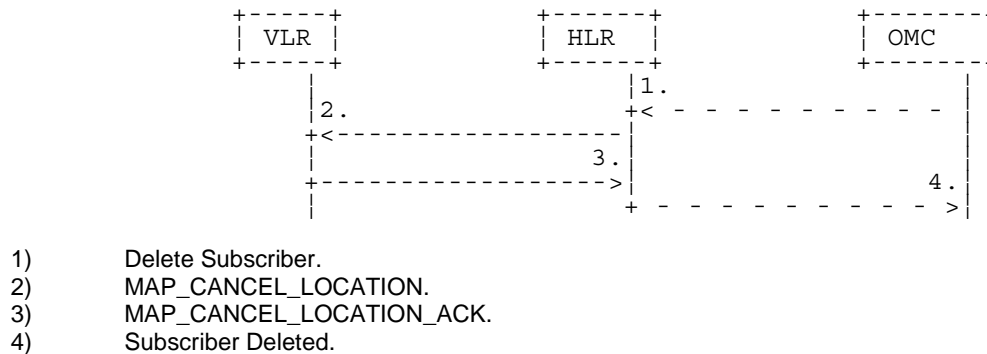 VLR HLR OMC
1.
2.
3.
4.
1) Delete Subscriber.
2) MAP_CANCEL_LOCATION.
3) MAP_CANCEL_LOCATION_ACK.
4) Subscriber Deleted.